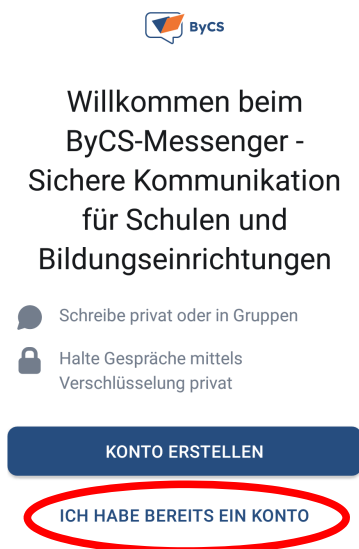 ByCS
Willkommen beim
ByCS-Messenger -
Sichere Kommunikation
für Schulen und
Bildungseinrichtungen
Schreibe privat oder in Gruppen
Halte Gespräche mittels
Verschlüsselung privat
KONTO ERSTELLEN
ICH HABE BEREITS EIN KONTO